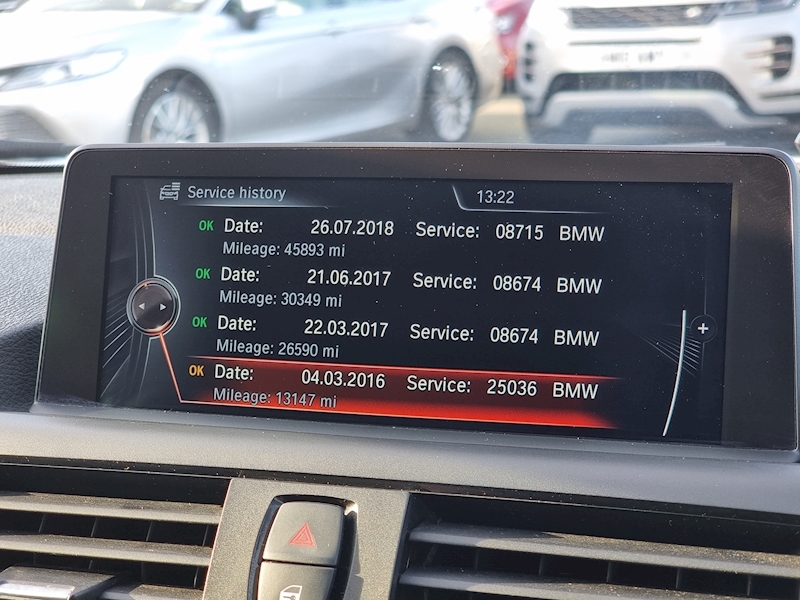 Service history 13:22
OK Date: 26.07.2018 Service: 08715 BMW
Mileage: 45893 mi
OK Date: 21.06.2017 Service: 08674 BMW
Mileage: 30349 mi
OK Date: 22.03.2017 Service: 08674 BMW
Mileage: 26590 mi
+
OK Date: 04.03.2016 Service: 25036 BMW
Mileage: 13147 mi